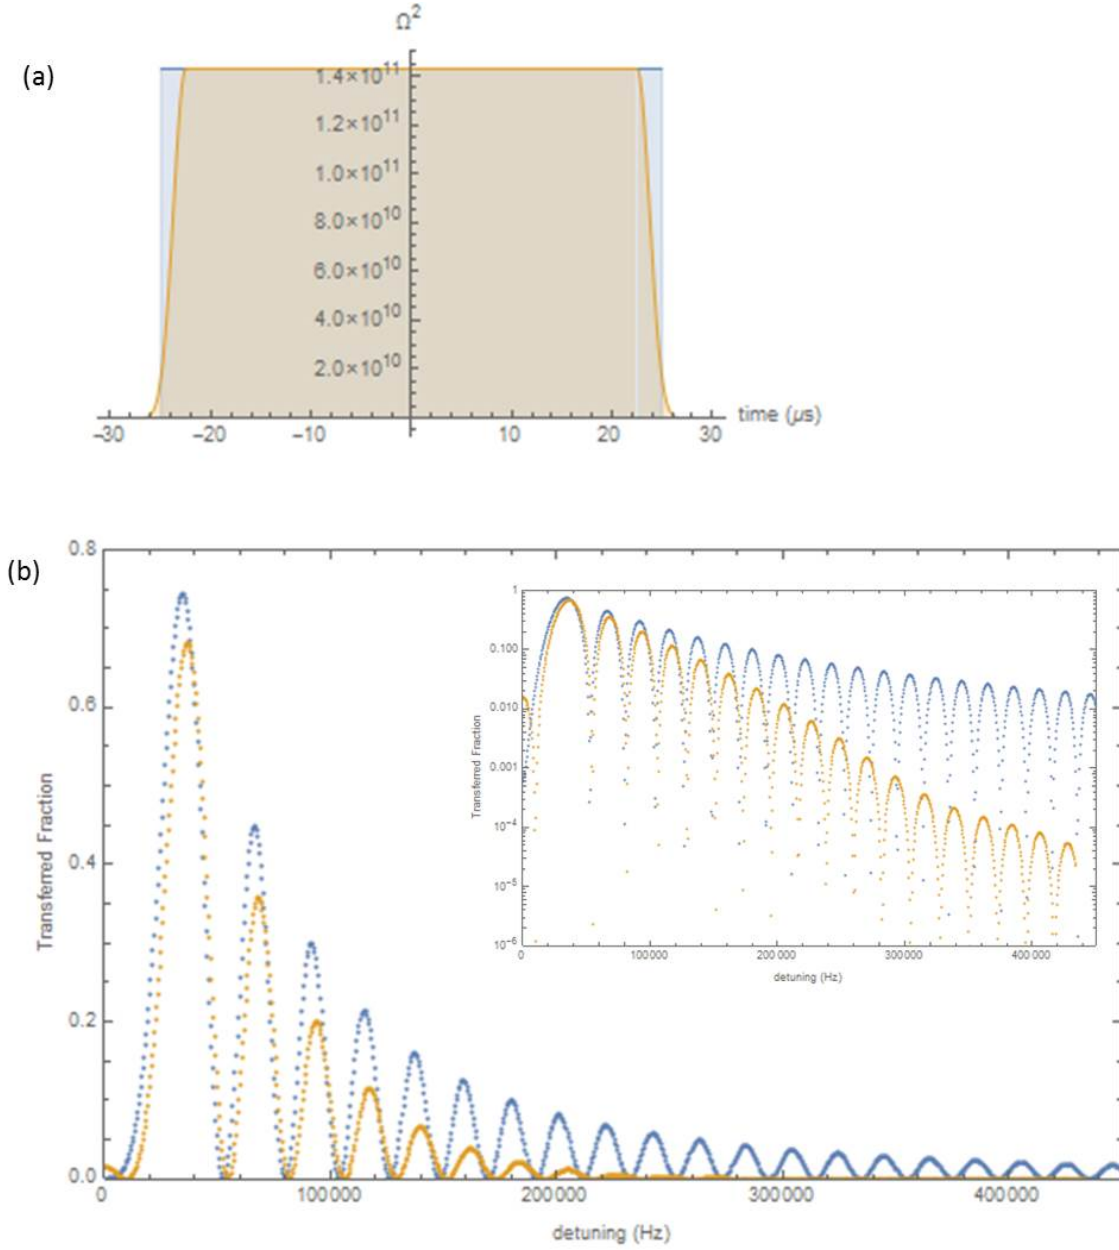 (a)
Ω²
1.4×10¹¹
1.2×10¹¹
1.0×10¹¹
8.0×10¹⁰
6.0×10¹⁰
4.0×10¹⁰
2.0×10¹⁰
−30 −20 −10 10 20 30
time (μs)
(b)
Transferred Fraction
0.8
0.6
0.4
0.2
0.0
0 100000 200000 300000 400000
detuning (Hz)
Transferred Fraction
1
0.100
0.010
0.001
10⁻⁴
10⁻⁵
10⁻⁶
0 100000 200000 300000 400000
detuning (Hz)